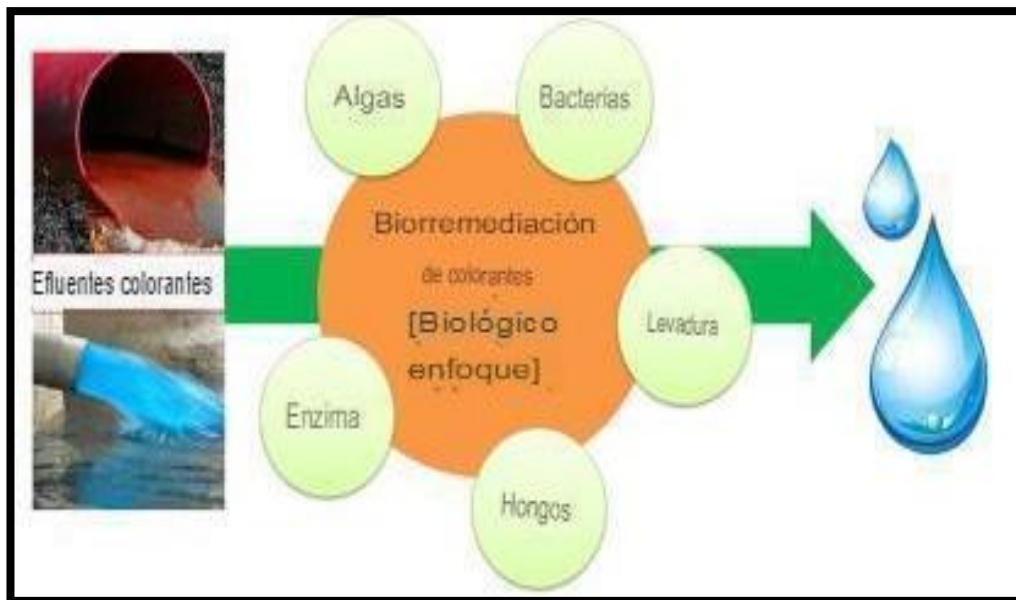 Algas
Bacterias
Efluentes colorantes
Biorremediación
de colorantes
[Biológico
enfoque]
Levadura
Enzima
Hongos